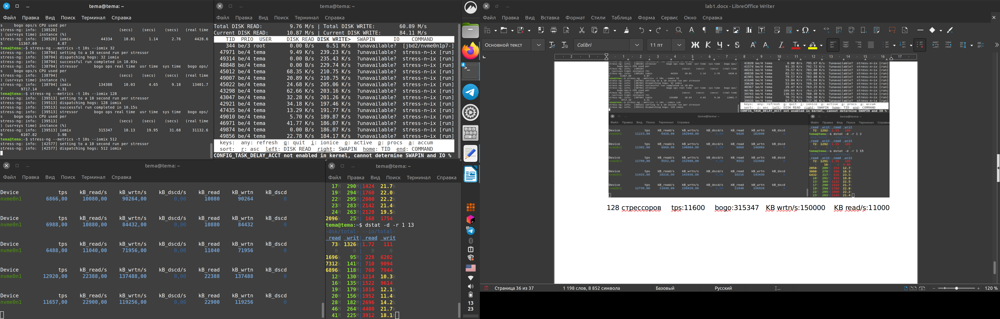 tema@tema: ~
Файл Правка Вид Поиск Терминал Справка
s     bogo ops/s CPU used per
stress-ng: info:  [38528]                           (secs)    (secs)    (secs)   (real time
) (usr+sys time) instance (%)
stress-ng: info:  [38528] iomix             44334     10.01      1.14      2.76      4428.6
5       11367.69              4.87
tema@tema:~$ stress-ng --metrics -t 10s --iomix 32
stress-ng: info:  [38794] setting to a 10 second run per stressor
stress-ng: info:  [38794] dispatching hogs: 32 iomix
stress-ng: info:  [38794] successful run completed in 10.03s
stress-ng: info:  [38794] stressor       bogo ops real time  usr time  sys time   bogo ops/
s     bogo ops/s CPU used per
stress-ng: info:  [38794]                           (secs)    (secs)    (secs)   (real time
) (usr+sys time) instance (%)
stress-ng: info:  [38794] iomix            134388     10.03      4.65      9.18     13401.7
7        9717.14              4.31
tema@tema:~$ stress-ng --metrics -t 10s --iomix 128
stress-ng: info:  [39513] setting to a 10 second run per stressor
stress-ng: info:  [39513] dispatching hogs: 128 iomix
stress-ng: info:  [39513] successful run completed in 10.15s
stress-ng: info:  [39513] stressor       bogo ops real time  usr time  sys time   bogo ops/
s     bogo ops/s CPU used per
stress-ng: info:  [39513]                           (secs)    (secs)    (secs)   (real time
) (usr+sys time) instance (%)
stress-ng: info:  [39513] iomix            315347     10.13     19.95     31.68     31132.6
9        6107.82              3.98
tema@tema:~$ stress-ng --metrics -t 10s --iomix 512
stress-ng: info:  [42577] setting to a 10 second run per stressor
stress-ng: info:  [42577] dispatching hogs: 512 iomix
tema@tema: ~
Файл Правка Вид Поиск Терминал Справка
Total DISK READ:         9.76 M/s | Total DISK WRITE:        60.89 M/s
Current DISK READ:      10.87 M/s | Current DISK WRITE:      84.11 M/s
TID  PRIO  USER     DISK READ DISK WRITE>  SWAPIN      IO    COMMAND
344 be/3 root        0.00 B/s    6.51 M/s  ?unavailable?  [jbd2/nvme0n1p7-]
47971 be/4 tema        9.49 K/s  239.23 K/s  ?unavailable?  stress-n~ix [run]
49314 be/4 tema        0.00 B/s  235.43 K/s  ?unavailable?  stress-n~ix [run]
48848 be/4 tema        0.00 B/s  229.74 K/s  ?unavailable?  stress-n~ix [run]
45012 be/4 tema       68.35 K/s  210.75 K/s  ?unavailable?  stress-n~ix [run]
49007 be/4 tema       20.89 K/s  210.75 K/s  ?unavailable?  stress-n~ix [run]
45022 be/4 tema       24.68 K/s  205.06 K/s  ?unavailable?  stress-n~ix [run]
43298 be/4 tema       62.66 K/s  203.16 K/s  ?unavailable?  stress-n~ix [run]
43047 be/4 tema       32.28 K/s  201.26 K/s  ?unavailable?  stress-n~ix [run]
42921 be/4 tema       34.18 K/s  197.46 K/s  ?unavailable?  stress-n~ix [run]
47435 be/4 tema       13.29 K/s  191.77 K/s  ?unavailable?  stress-n~ix [run]
49010 be/4 tema        5.70 K/s  189.87 K/s  ?unavailable?  stress-n~ix [run]
46971 be/4 tema       41.77 K/s  186.07 K/s  ?unavailable?  stress-n~ix [run]
49874 be/4 tema        0.00 B/s  186.07 K/s  ?unavailable?  stress-n~ix [run]
49856 be/4 tema       22.78 K/s  184.17 K/s  ?unavailable?  stress-n~ix [run]
keys:  any: refresh  q: quit  i: ionice  o: active  p: procs  a: accum
sort:  r: asc  left: DISK READ  right: SWAPIN  home: TID  end: COMMAND
CONFIG_TASK_DELAY_ACCT not enabled in kernel, cannot determine SWAPIN and IO %
tema@tema: ~
Файл Правка Вид Поиск Терминал Справка
Device             tps    kB_read/s    kB_wrtn/s    kB_dscd/s    kB_read    kB_wrtn    kB_dscd
nvme0n1        6866,00     10080,00     90264,00         0,00      10080      90264          0
Device             tps    kB_read/s    kB_wrtn/s    kB_dscd/s    kB_read    kB_wrtn    kB_dscd
nvme0n1        6988,00     10880,00     84432,00         0,00      10880      84432          0
Device             tps    kB_read/s    kB_wrtn/s    kB_dscd/s    kB_read    kB_wrtn    kB_dscd
nvme0n1        6488,00     11040,00     71956,00         0,00      11040      71956          0
Device             tps    kB_read/s    kB_wrtn/s    kB_dscd/s    kB_read    kB_wrtn    kB_dscd
nvme0n1       12920,00     22388,00    137488,00         0,00      22388     137488          0
Device             tps    kB_read/s    kB_wrtn/s    kB_dscd/s    kB_read    kB_wrtn    kB_dscd
nvme0n1       11657,00     22900,00    119256,00         0,00      22900     119256          0
tema@tema: ~
Файл Правка Вид Поиск Терминал Справка
17M  290M|1424  21.7k
19M  294M|1760  22.0k
22M  295M|2000  22.2k
23M  283M|2142  21.4k
24M  263M|2120  19.5k
2096k   25M| 168  1754
tema@tema:~$ dstat -d -r 1 13
-dsk/total- --io/total-
read  writ| read  writ
73k 1326k|1.72   111
0     0 |   0     0
1696k   95M| 228  6202
7312k  141M| 710  9094
6896k  118M| 760  7944
12M  130M|1214  10.3k
16M  135M|1522  9614
19M  179M|1816  12.1k
20M  156M|1952  11.4k
28M  182M|2696  14.2k
46M  264M|4400  21.7k
41M  225M|3912  18.1k
4
13
23
lab1.docx - LibreOffice Writer
Файл Правка Вид Вставка Формат Стили Таблица Форма Сервис Окно Справка
Основной текст Calibri 11 пт Ж К Ч S
2 1 1 2 3 4 5 6 7 8 9 10 11 12 13 14 15 16 17
128 стрессоров tps:11600 bogo:315347 KB wrtn/s:150000 KB read/s:11000
Страница 36 из 37 1 198 слов, 8 852 символа Базовый Русский 120 %